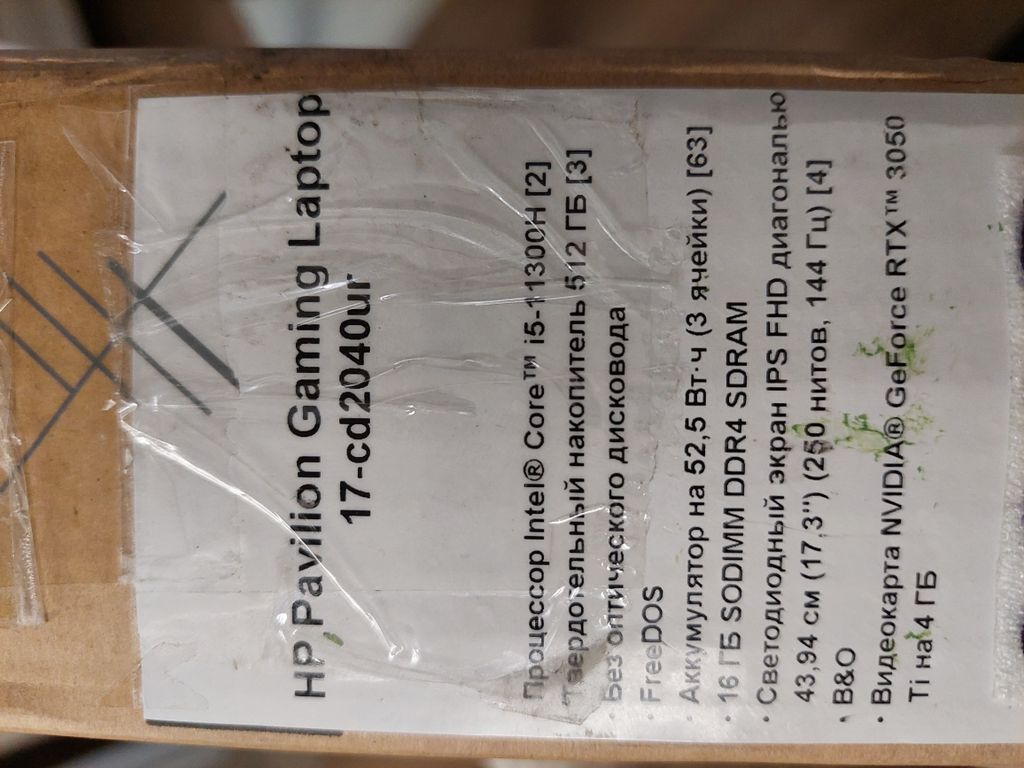 HP Pavilion Gaming Laptop
17-cd2040ur
Процессор Intel® Core™ i5-11300H [2]
Твердотельный накопитель 512 ГБ [3]
· Без оптического дисковода
· FreeDOS
· Аккумулятор на 52,5 Вт·ч (3 ячейки) [63]
· 16 ГБ SODIMM DDR4 SDRAM
· Светодиодный экран IPS FHD диагональю
43,94 см (17,3") (250 нитов, 144 Гц) [4]
· B&O
· Видеокарта NVIDIA® GeForce RTX™ 3050
Ti на 4 ГБ